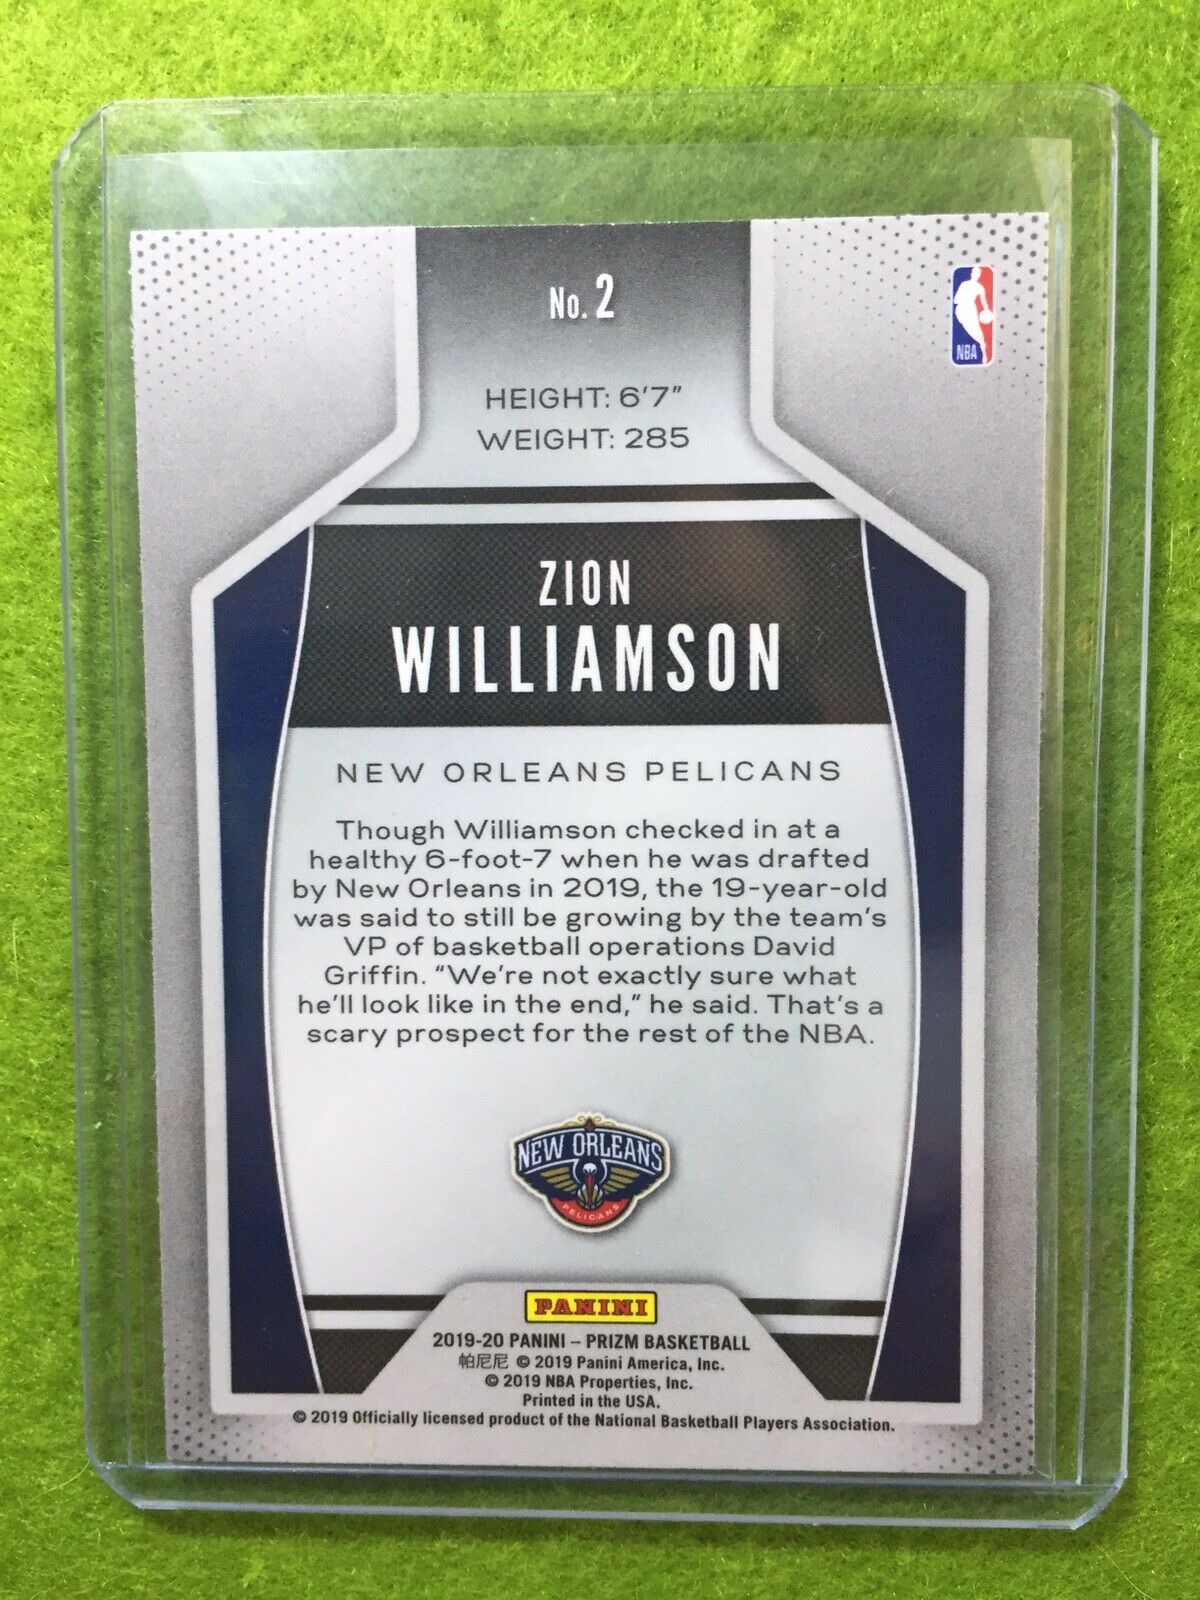 No. 2
NBA
HEIGHT: 6'7"
WEIGHT: 285
ZION
WILLIAMSON
NEW ORLEANS PELICANS
Though Williamson checked in at a
healthy 6-foot-7 when he was drafted
by New Orleans in 2019, the 19-year-old
was said to still be growing by the team's
VP of basketball operations David
Griffin. "We're not exactly sure what
he'll look like in the end," he said. That's a
scary prospect for the rest of the NBA.
NEW ORLEANS
PELICANS
PANINI
2019-20 PANINI – PRIZM BASKETBALL
帕尼尼 © 2019 Panini America, Inc.
© 2019 NBA Properties, Inc.
Printed in the USA.
© 2019 Officially licensed product of the National Basketball Players Association.